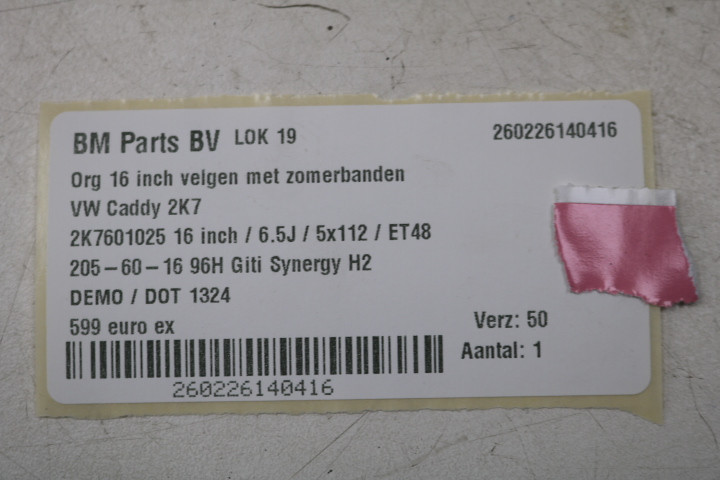 BM Parts BV LOK 19 260226140416
Org 16 inch velgen met zomerbanden
VW Caddy 2K7
2K7601025 16 inch / 6.5J / 5x112 / ET48
205-60-16 96H Giti Synergy H2
DEMO / DOT 1324
599 euro ex
Verz: 50
Aantal: 1
260226140416